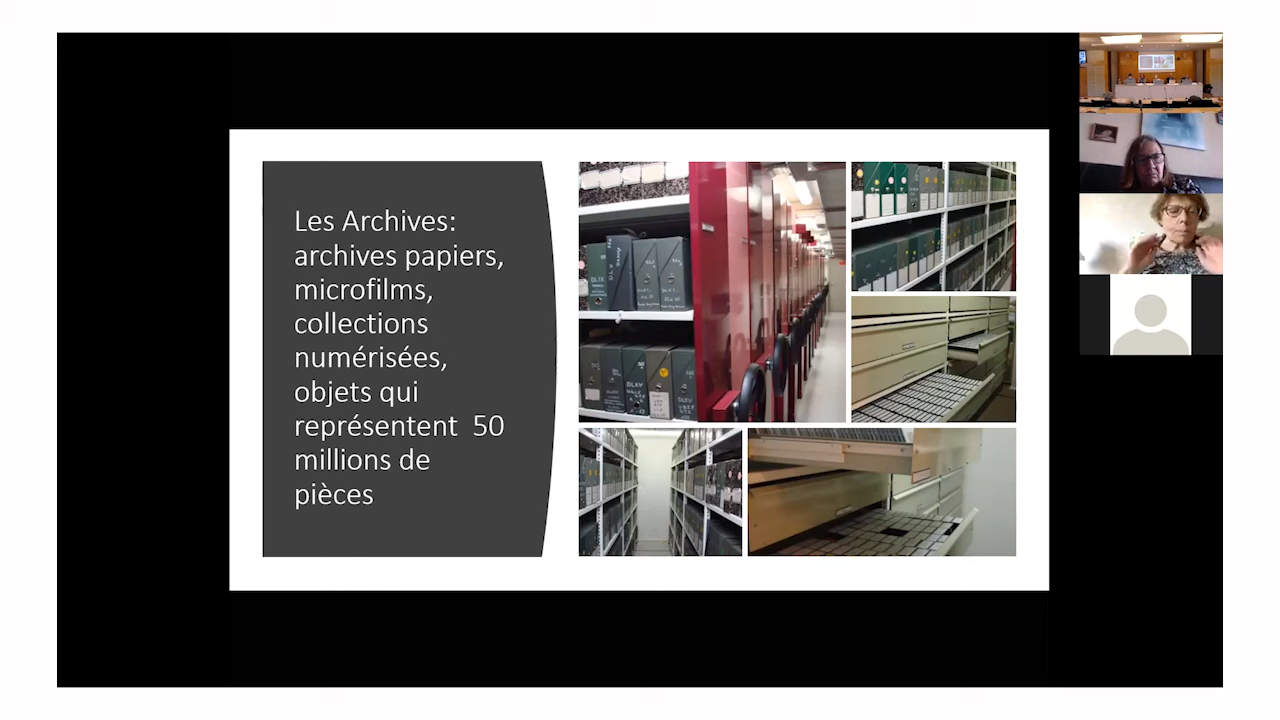 Les Archives:
archives papiers,
microfilms,
collections
numérisées,
objets qui
représentent 50
millions de
pièces